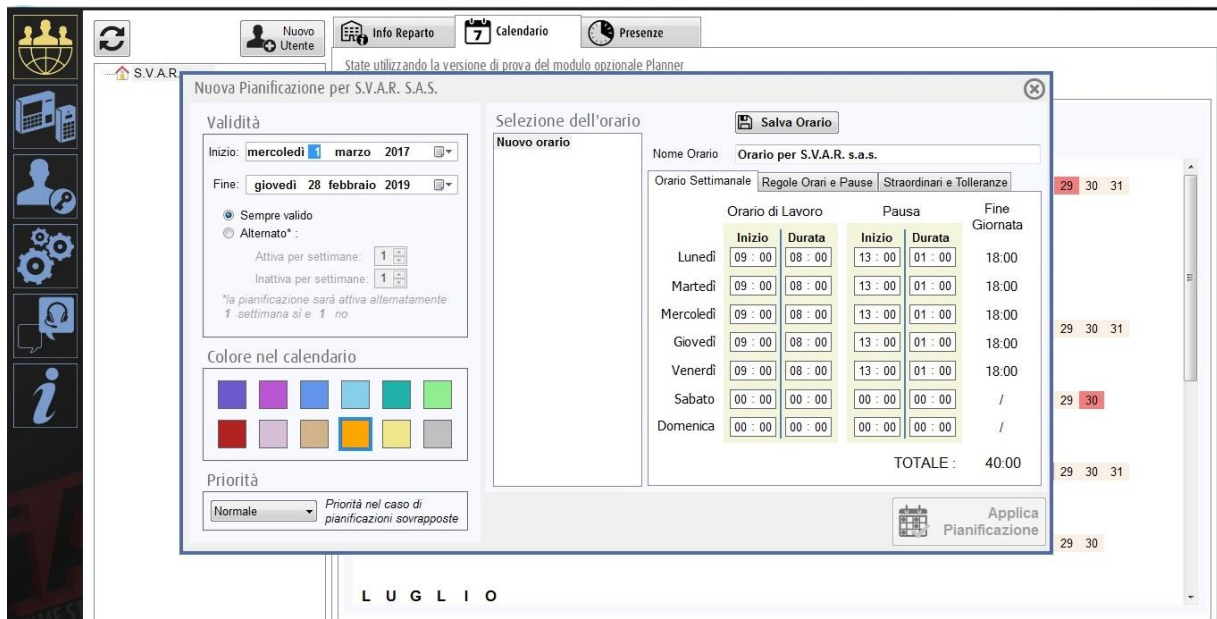 Nuovo
Utente
Info Reparto
7
Calendario
Presenze
S.V.A.R.
State utilizzando la versione di prova del modulo opzionale Planner
Nuova Pianificazione per S.V.A.R. S.A.S.
Validità
Inizio: mercoledì 1 marzo 2017
Fine: giovedì 28 febbraio 2019
Sempre valido
Alternato* :
Attiva per settimane: 1
Inattiva per settimane: 1
*la pianificazione sarà attiva alternatamente
1 settimana sì e 1 no
Colore nel calendario
Priorità
Normale
Priorità nel caso di
pianificazioni sovrapposte
Selezione dell'orario
Nuovo orario
Salva Orario
Nome Orario Orario per S.V.A.R. s.a.s.
Orario Settimanale Regole Orari e Pause Straordinari e Tolleranze
Orario di Lavoro Pausa Fine
Giornata
Inizio Durata Inizio Durata
Lunedì 09 : 00 08 : 00 13 : 00 01 : 00 18:00
Martedì 09 : 00 08 : 00 13 : 00 01 : 00 18:00
Mercoledì 09 : 00 08 : 00 13 : 00 01 : 00 18:00
Giovedì 09 : 00 08 : 00 13 : 00 01 : 00 18:00
Venerdì 09 : 00 08 : 00 13 : 00 01 : 00 18:00
Sabato 00 : 00 00 : 00 00 : 00 00 : 00 /
Domenica 00 : 00 00 : 00 00 : 00 00 : 00 /
TOTALE : 40:00
Applica
Pianificazione
29 30 31
29 30 31
29 30
29 30 31
29 30
LUGLIO